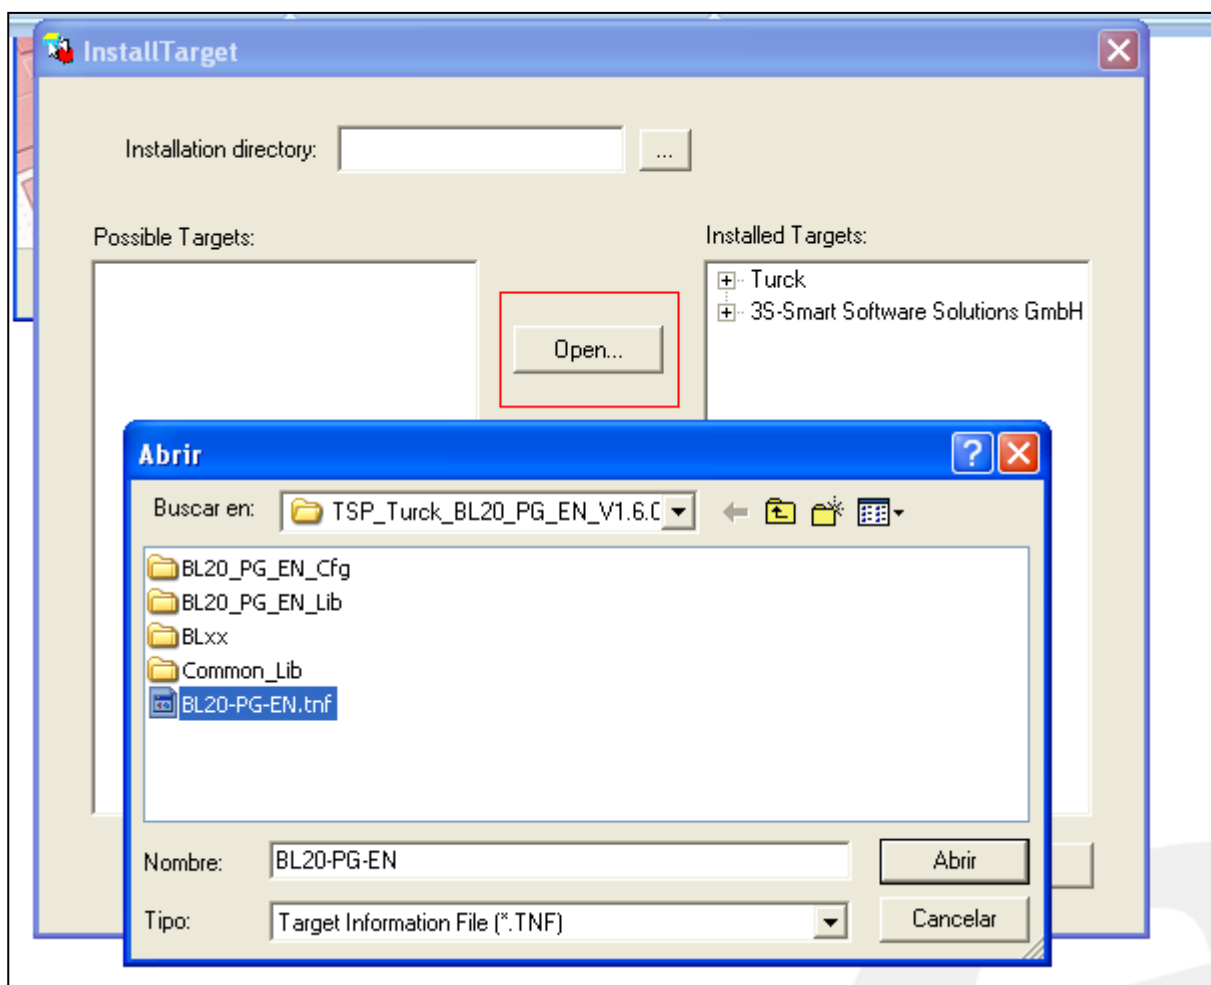 InstallTarget
Installation directory:
...
Possible Targets:
Installed Targets:
Turck
3S-Smart Software Solutions GmbH
Open...
Abrir
Buscar en:
TSP_Turck_BL20_PG_EN_V1.6.0
BL20_PG_EN_Cfg
BL20_PG_EN_Lib
BLxx
Common_Lib
BL20-PG-EN.tnf
Nombre:
BL20-PG-EN
Abrir
Tipo:
Target Information File (*.TNF)
Cancelar